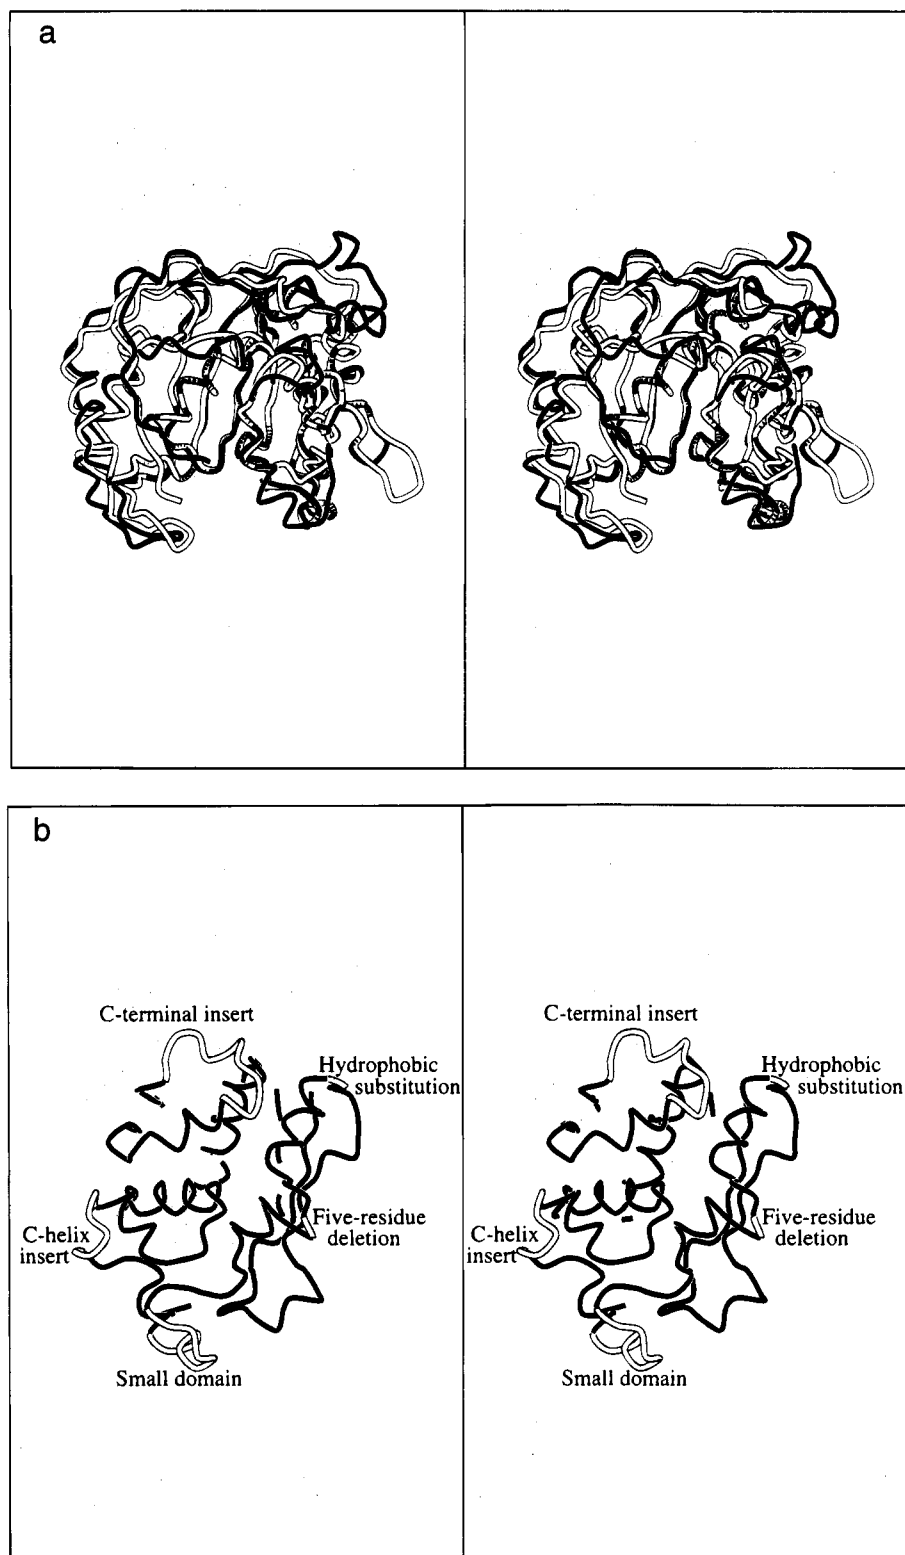 a
b
C-terminal insert
Hydrophobic
substitution
Five-residue
deletion
C-helix
insert
Small domain
C-terminal insert
Hydrophobic
substitution
Five-residue
deletion
C-helix
insert
Small domain